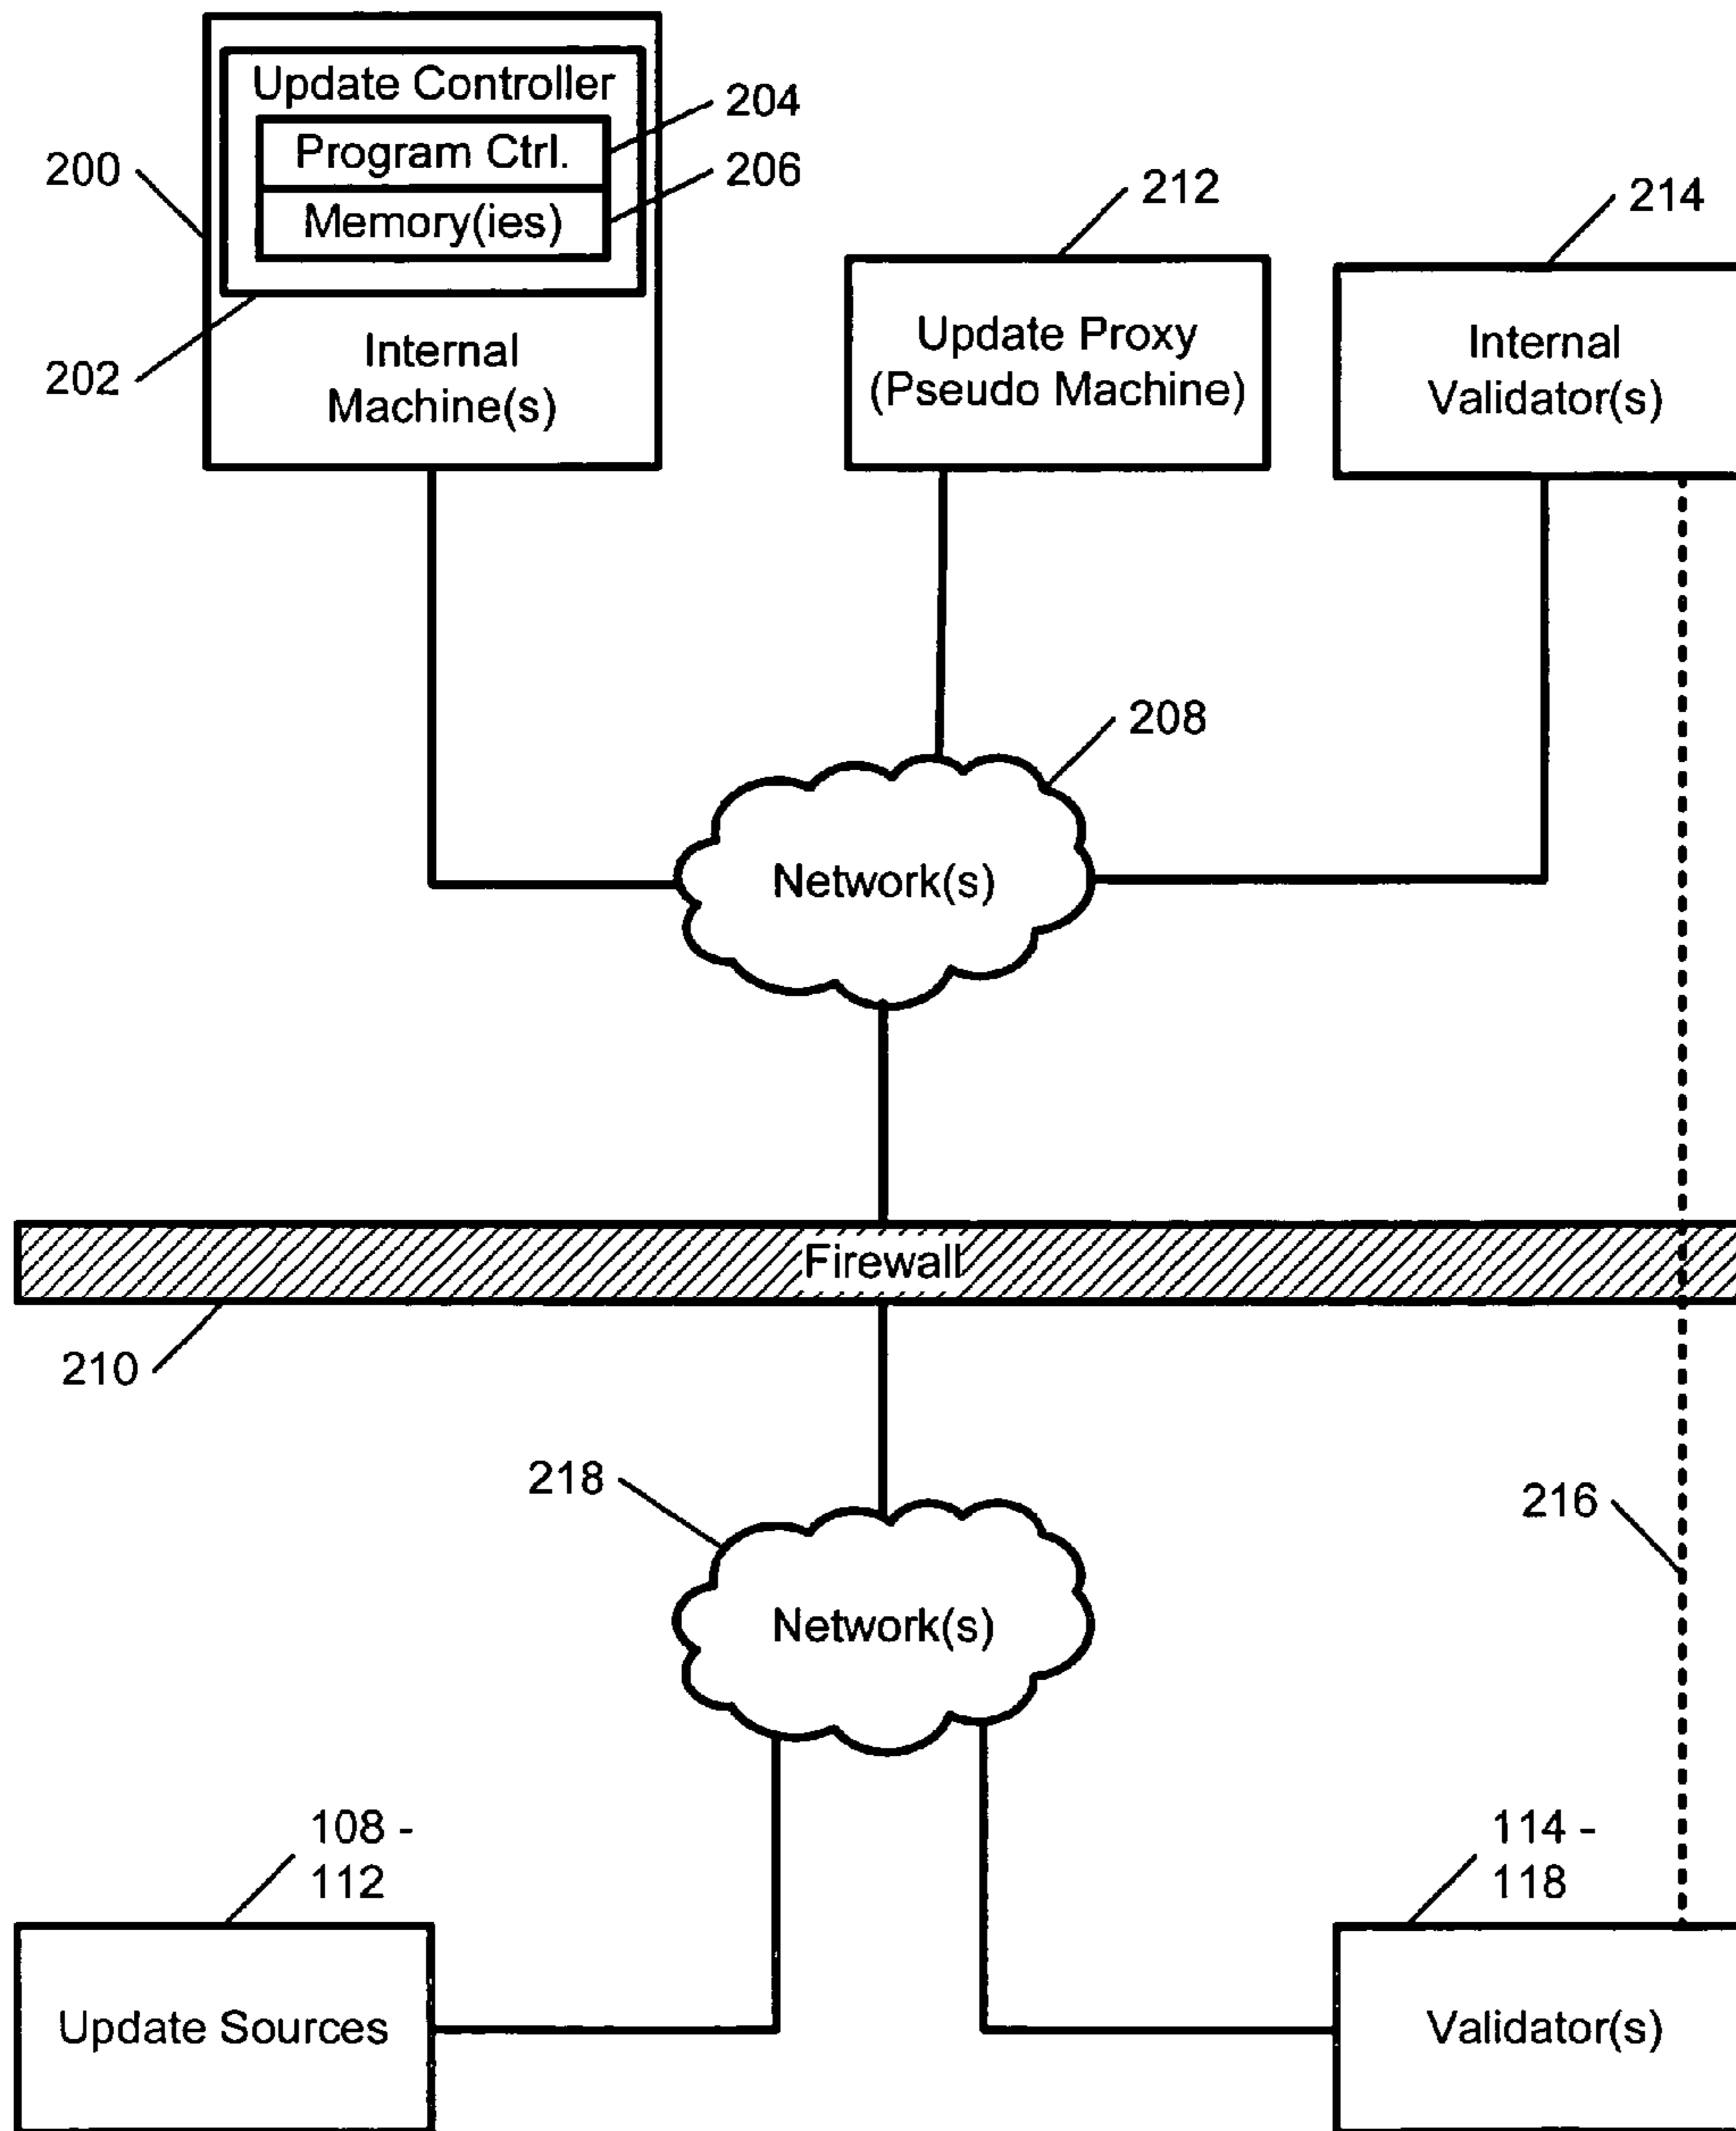 Update Controller
Program Ctrl.
Memory(ies)
204
206
200
202
Internal
Machine(s)
212
Update Proxy
(Pseudo Machine)
214
Internal
Validator(s)
208
Network(s)
Firewall
210
218
Network(s)
216
108 -
112
Update Sources
114 -
118
Validator(s)